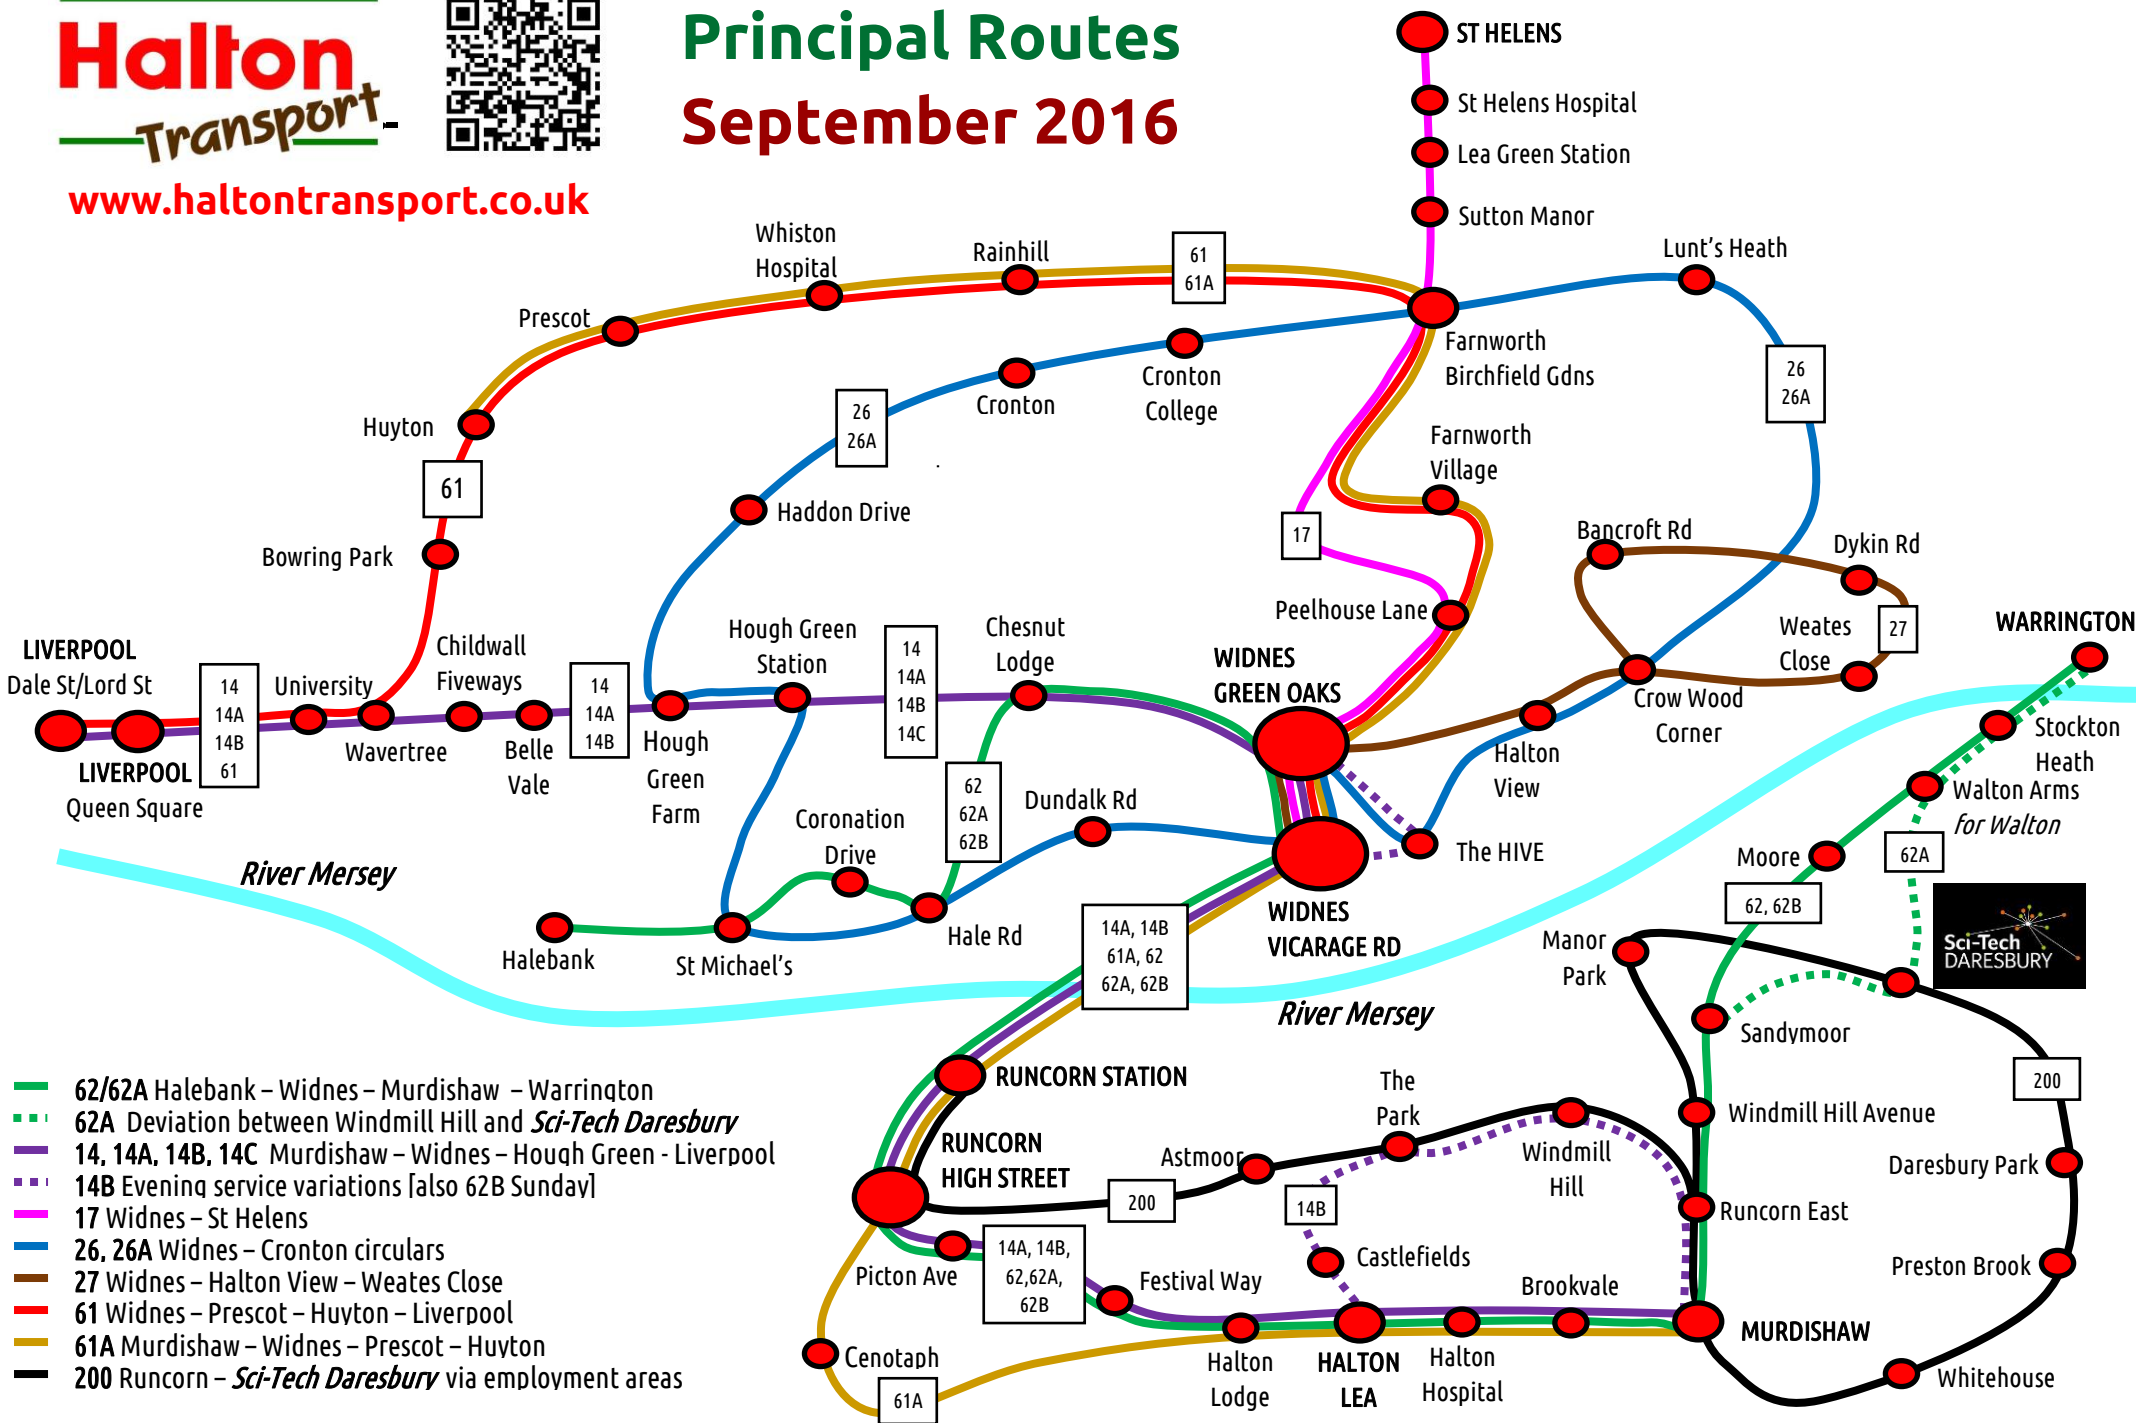 Halton
Transport
www.haltontransport.co.uk
Principal Routes
September 2016
ST HELENS
St Helens Hospital
Lea Green Station
Sutton Manor
Lunt's Heath
Whiston
Hospital
Rainhill
61
61A
Prescot
Farnworth
Birchfield Gdns
Cronton
College
Cronton
26
26A
26
26A
Huyton
Farnworth
Village
61
Haddon Drive
17
Bancroft Rd
Dykin Rd
Bowring Park
Peelhouse Lane
Weates
Close
27
WARRINGTON
LIVERPOOL
Dale St/Lord St
14
14A
14B
61
University
Childwall
Fiveways
Hough Green
Station
14
14A
14B
14C
Chesnut
Lodge
WIDNES
GREEN OAKS
Crow Wood
Corner
Stockton
Heath
LIVERPOOL
Queen Square
Wavertree
Belle
Vale
14
14A
14B
Hough
Green
Farm
Halton
View
Walton Arms
for Walton
62
62A
62B
Dundalk Rd
Coronation
Drive
The HIVE
Moore
62A
River Mersey
62, 62B
Sci-Tech
DARESBURY
WIDNES
VICARAGE RD
Halebank
St Michael's
Hale Rd
14A, 14B
61A, 62
62A, 62B
Manor
Park
River Mersey
Sandymoor
200
RUNCORN STATION
The
Park
Windmill Hill Avenue
RUNCORN
HIGH STREET
Astmoor
Windmill
Hill
Daresbury Park
200
14B
Runcorn East
Picton Ave
14A, 14B,
62,62A,
62B
Festival Way
Castlefields
Brookvale
Preston Brook
MURDISHAW
Cenotaph
61A
Halton
Lodge
HALTON
LEA
Halton
Hospital
Whitehouse
62/62A Halebank – Widnes – Murdishaw – Warrington
62A Deviation between Windmill Hill and Sci-Tech Daresbury
14, 14A, 14B, 14C Murdishaw – Widnes – Hough Green - Liverpool
14B Evening service variations [also 62B Sunday]
17 Widnes – St Helens
26, 26A Widnes – Cronton circulars
27 Widnes – Halton View – Weates Close
61 Widnes – Prescot – Huyton – Liverpool
61A Murdishaw – Widnes – Prescot – Huyton
200 Runcorn – Sci-Tech Daresbury via employment areas